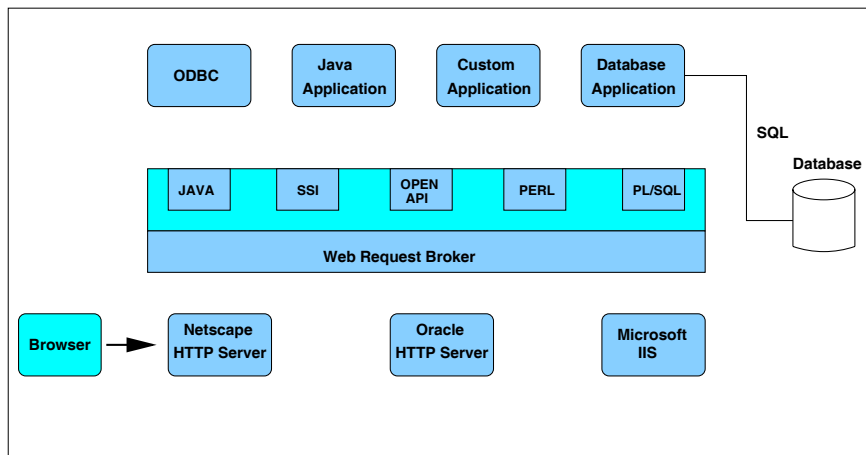 ODBC
Java
Application
Custom
Application
Database
Application
SQL
Database
JAVA
SSI
OPEN
API
PERL
PL/SQL
Web Request Broker
Browser
Netscape
HTTP Server
Oracle
HTTP Server
Microsoft
IIS